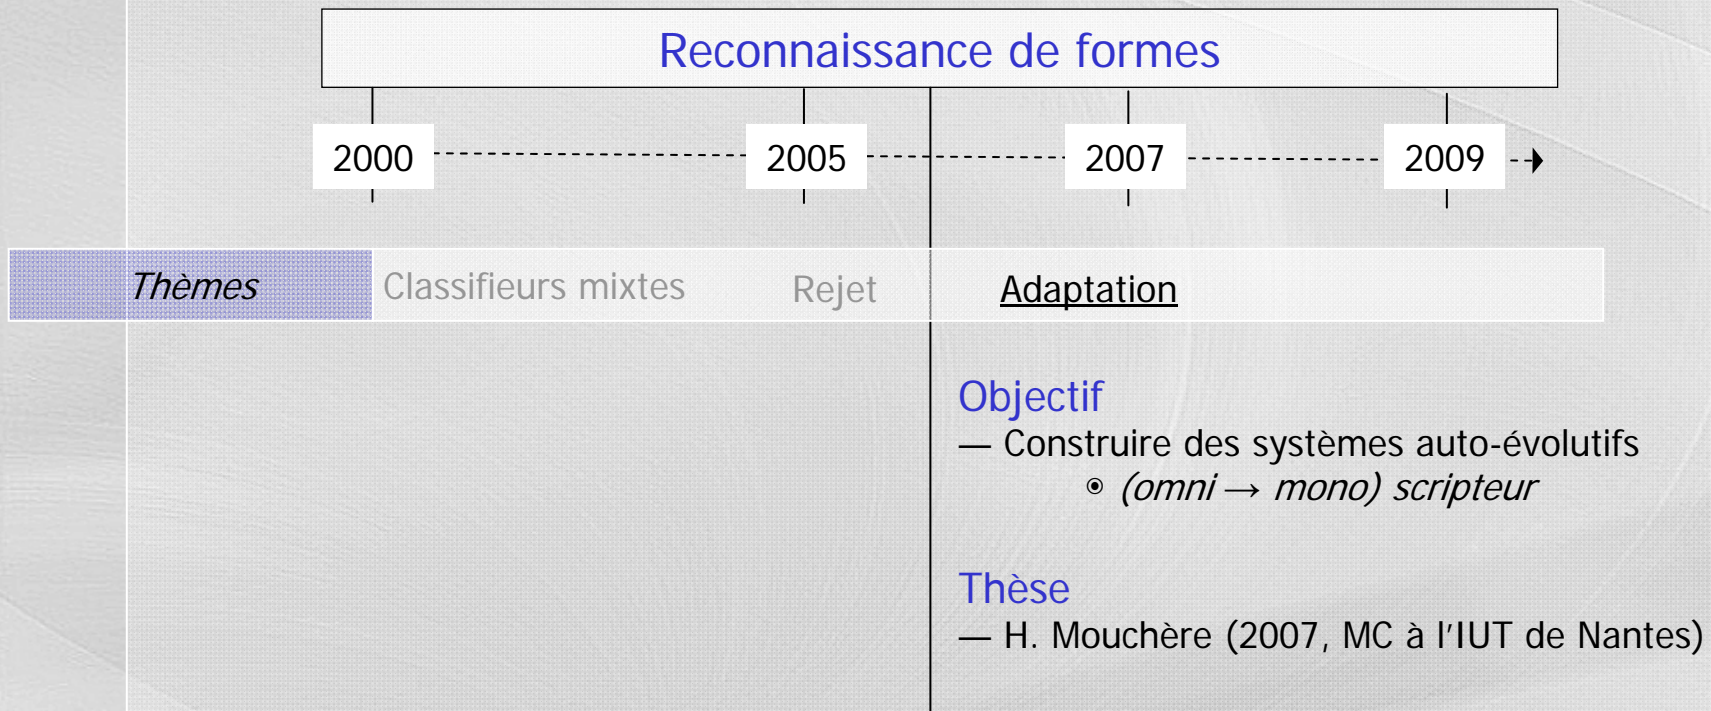 Reconnaissance de formes
2000 2005 2007 2009
Thèmes Classifieurs mixtes Rejet Adaptation
Objectif
— Construire des systèmes auto-évolutifs
◉ (omni → mono) scripteur
Thèse
— H. Mouchère (2007, MC à l'IUT de Nantes)